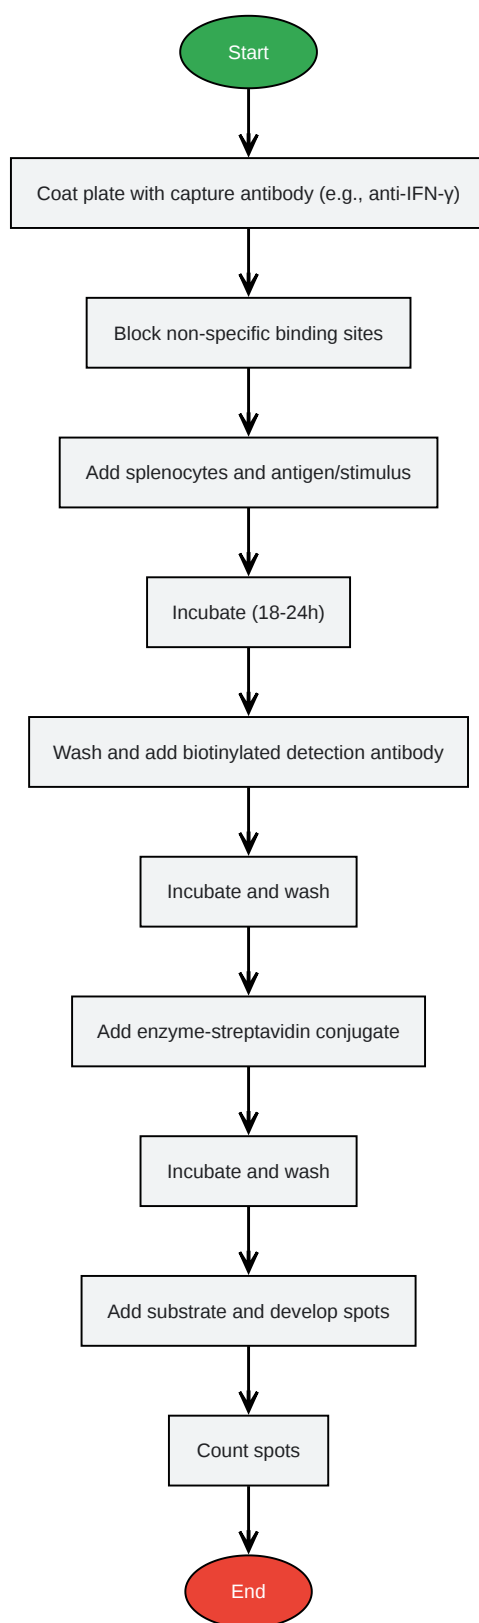 Start
Coat plate with capture antibody (e.g., anti-IFN-γ)
Block non-specific binding sites
Add splenocytes and antigen/stimulus
Incubate (18-24h)
Wash and add biotinylated detection antibody
Incubate and wash
Add enzyme-streptavidin conjugate
Incubate and wash
Add substrate and develop spots
Count spots
End